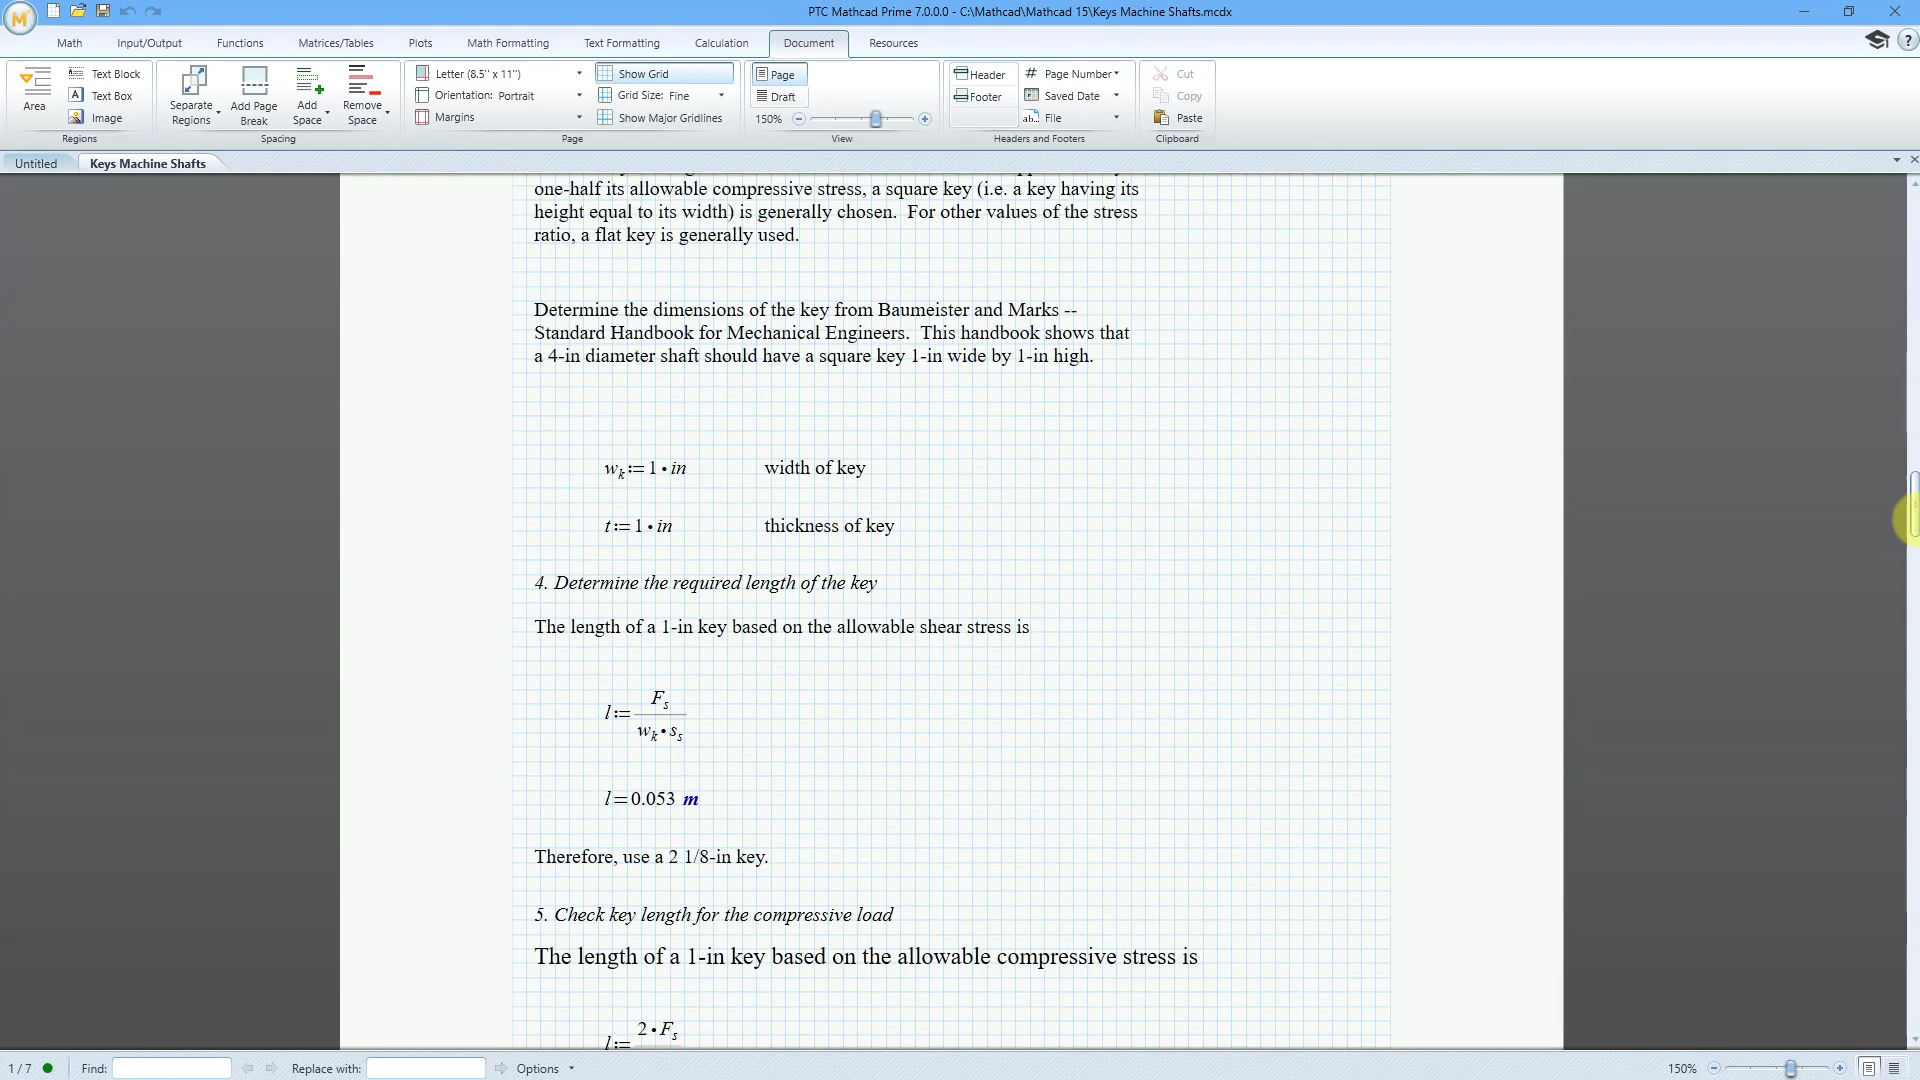 PTC Mathcad Prime 7.0.0.0 - C:\Mathcad\Mathcad 15\Keys Machine Shafts.mcdx
Math Input/Output Functions Matrices/Tables Plots Math Formatting Text Formatting Calculation Document Resources
Area
Text Block
Text Box
Image
Regions
Separate Regions
Add Page Break
Add Space
Remove Space
Spacing
Letter (8.5" x 11")
Orientation: Portrait
Margins
Show Grid
Grid Size: Fine
Show Major Gridlines
Page
Page
Draft
150%
View
Header
Footer
# Page Number
Saved Date
File
Headers and Footers
Cut
Copy
Paste
Clipboard
Untitled Keys Machine Shafts
one-half its allowable compressive stress, a square key (i.e. a key having its
height equal to its width) is generally chosen. For other values of the stress
ratio, a flat key is generally used.
Determine the dimensions of the key from Baumeister and Marks --
Standard Handbook for Mechanical Engineers. This handbook shows that
a 4-in diameter shaft should have a square key 1-in wide by 1-in high.
wk := 1 • in width of key
t := 1 • in thickness of key
4. Determine the required length of the key
The length of a 1-in key based on the allowable shear stress is
l := Fs / (wk • ss)
l = 0.053 m
Therefore, use a 2 1/8-in key.
5. Check key length for the compressive load
The length of a 1-in key based on the allowable compressive stress is
l := 2 • Fs
1 / 7 Find: Replace with: Options 150%